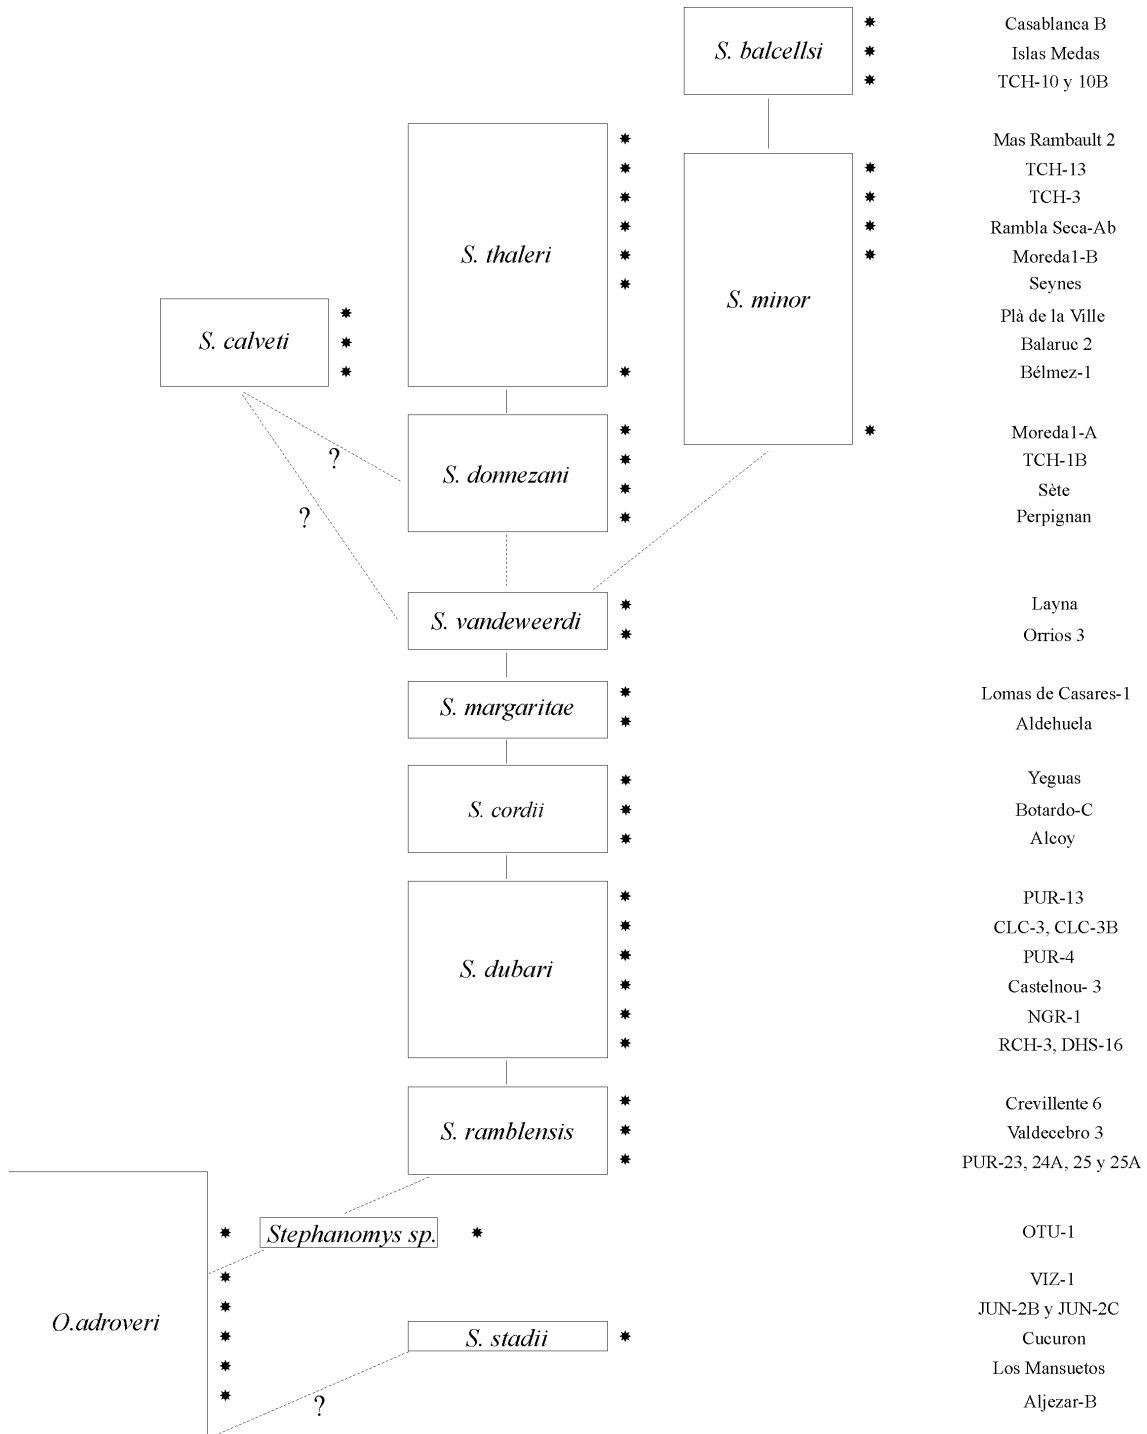 Casablanca B
S. balcellsi
Islas Medas
TCH-10 y 10B
Mas Rambault 2
TCH-13
TCH-3
Rambla Seca-Ab
S. thaleri
Moreda1-B
Seynes
S. minor
Plà de la Ville
S. calveti
Balaruc 2
Bélmez-1
Moreda1-A
?
TCH-1B
S. donnezani
Sète
?
Perpignan
Layna
S. vandeweerdi
Orrios 3
Lomas de Casares-1
S. margaritae
Aldehuela
Yeguas
S. cordii
Botardo-C
Alcoy
PUR-13
CLC-3, CLC-3B
PUR-4
S. dubari
Castelnou- 3
NGR-1
RCH-3, DHS-16
Crevillente 6
S. ramblensis
Valdecebro 3
PUR-23, 24A, 25 y 25A
Stephanomys sp.
OTU-1
VIZ-1
JUN-2B y JUN-2C
O.adroveri
S. stadii
Cucuron
Los Mansuetos
?
Aljezar-B